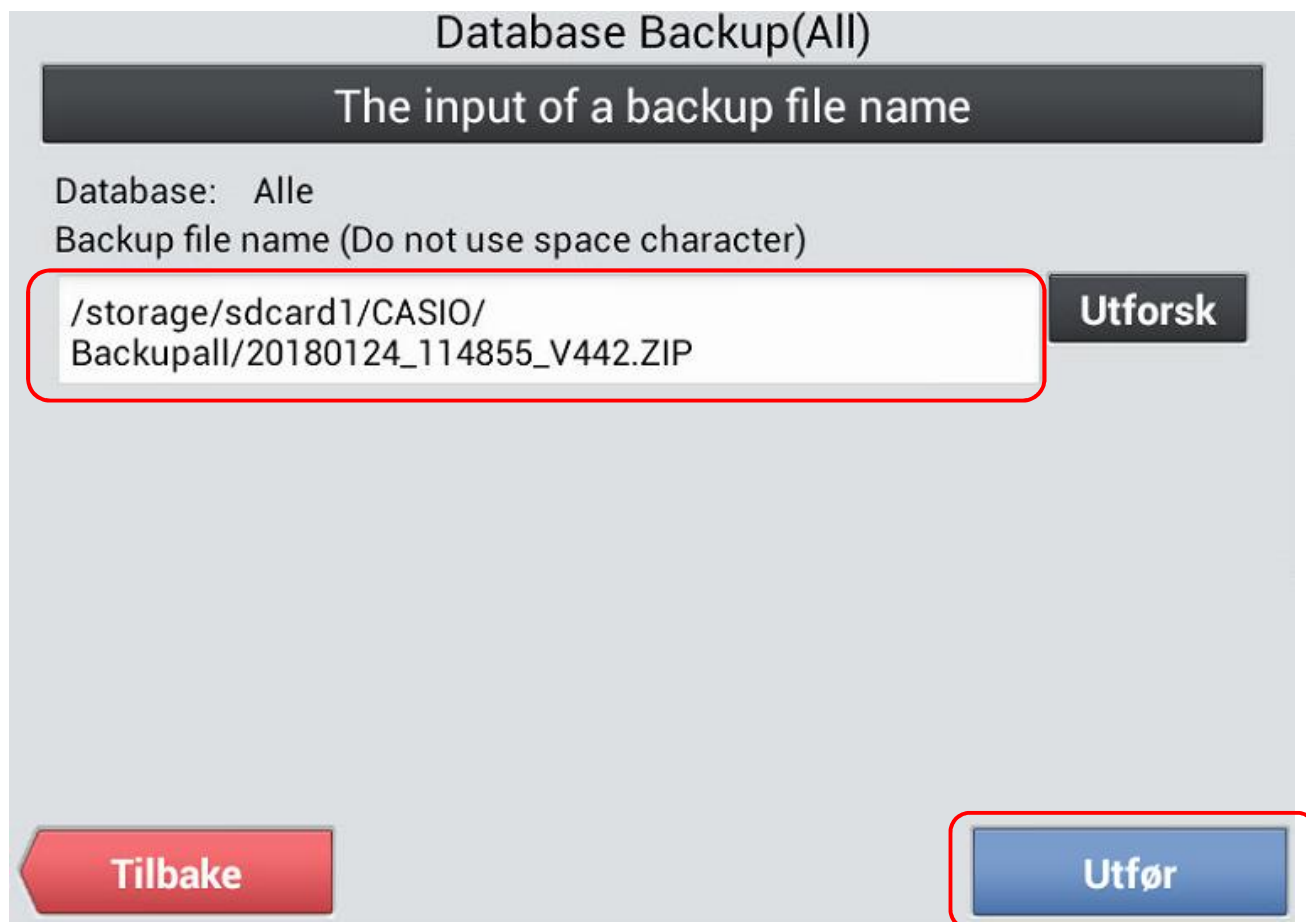 Database Backup(All)
The input of a backup file name
Database: Alle
Backup file name (Do not use space character)
/storage/sdcard1/CASIO/
Backupall/20180124_114855_V442.ZIP
Utforsk
Tilbake
Utfør